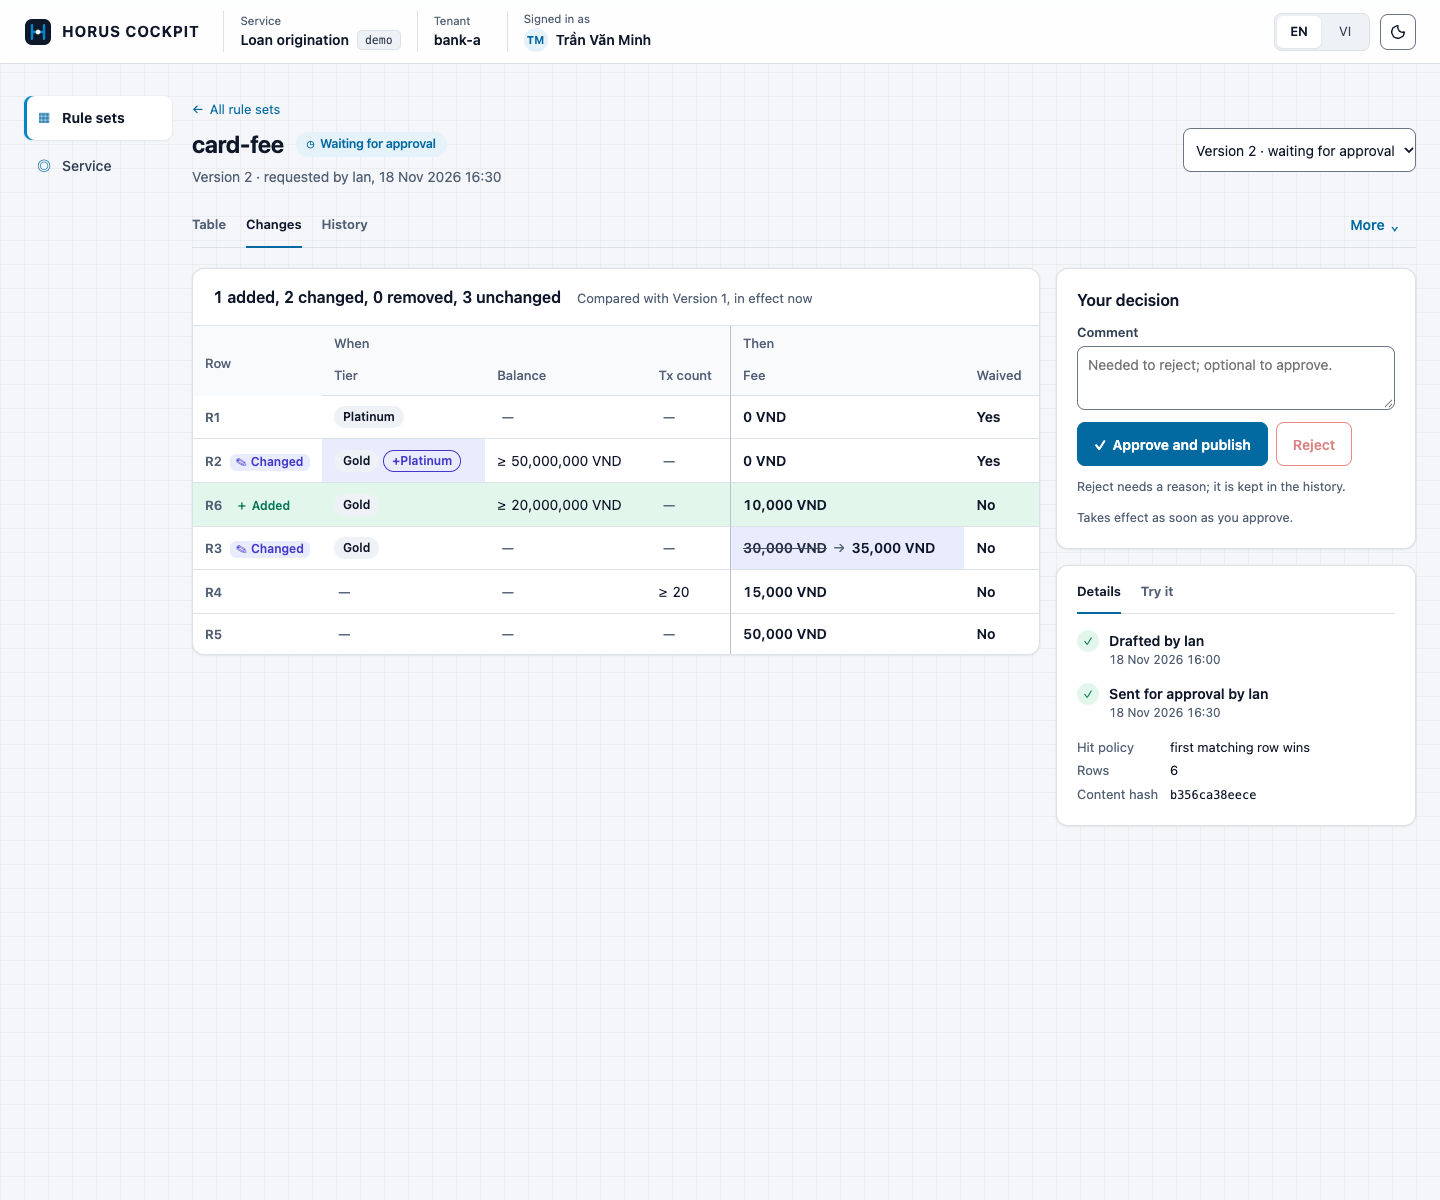 HORUS COCKPIT
Service
Loan origination demo
Tenant
bank-a
Signed in as
TM Trần Văn Minh
EN VI
Rule sets
Service
← All rule sets
card-fee Waiting for approval
Version 2 · requested by lan, 18 Nov 2026 16:30
Version 2 · waiting for approval
Table Changes History
More
1 added, 2 changed, 0 removed, 3 unchanged Compared with Version 1, in effect now
Row When Then
Tier Balance Tx count Fee Waived
R1 Platinum — — 0 VND Yes
R2 ✎ Changed Gold +Platinum ≥ 50,000,000 VND — 0 VND Yes
R6 + Added Gold ≥ 20,000,000 VND — 10,000 VND No
R3 ✎ Changed Gold — — 30,000 VND → 35,000 VND No
R4 — — ≥ 20 15,000 VND No
R5 — — — 50,000 VND No
Your decision
Comment
Needed to reject; optional to approve.
✓ Approve and publish Reject
Reject needs a reason; it is kept in the history.
Takes effect as soon as you approve.
Details Try it
✓ Drafted by lan
18 Nov 2026 16:00
✓ Sent for approval by lan
18 Nov 2026 16:30
Hit policy first matching row wins
Rows 6
Content hash b356ca38eece